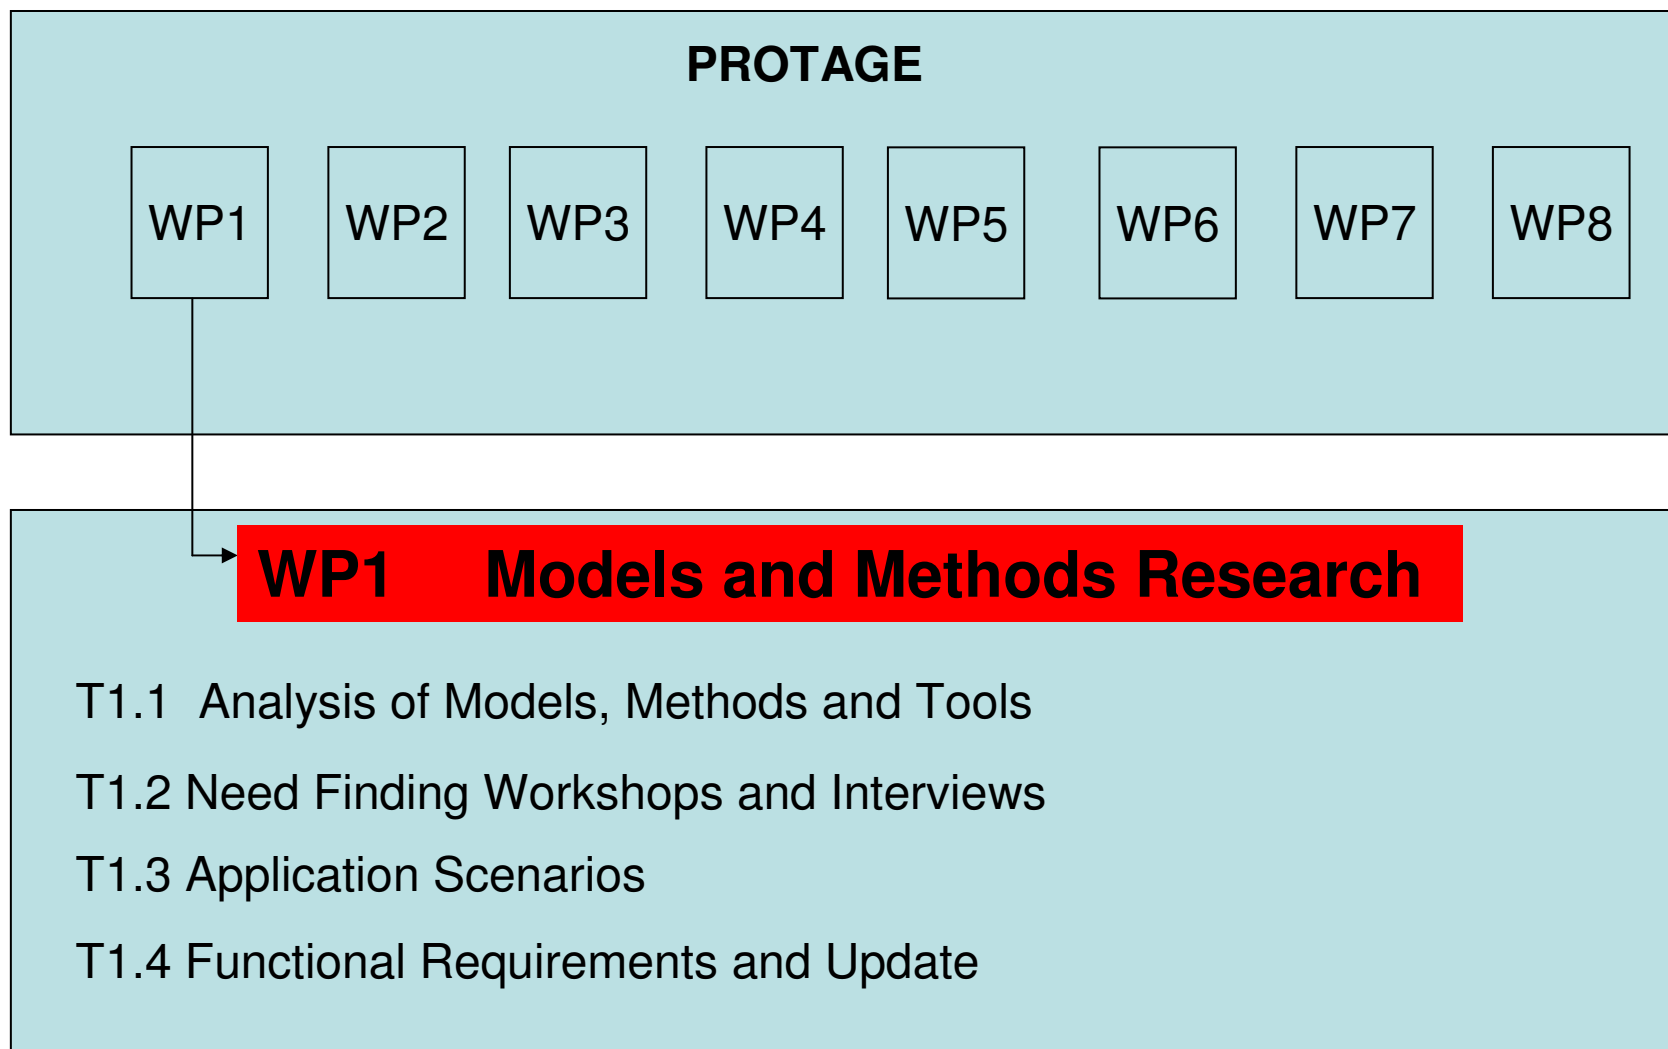 PROTAGE
WP1 WP2 WP3 WP4 WP5 WP6 WP7 WP8
WP1 Models and Methods Research
T1.1 Analysis of Models, Methods and Tools
T1.2 Need Finding Workshops and Interviews
T1.3 Application Scenarios
T1.4 Functional Requirements and Update